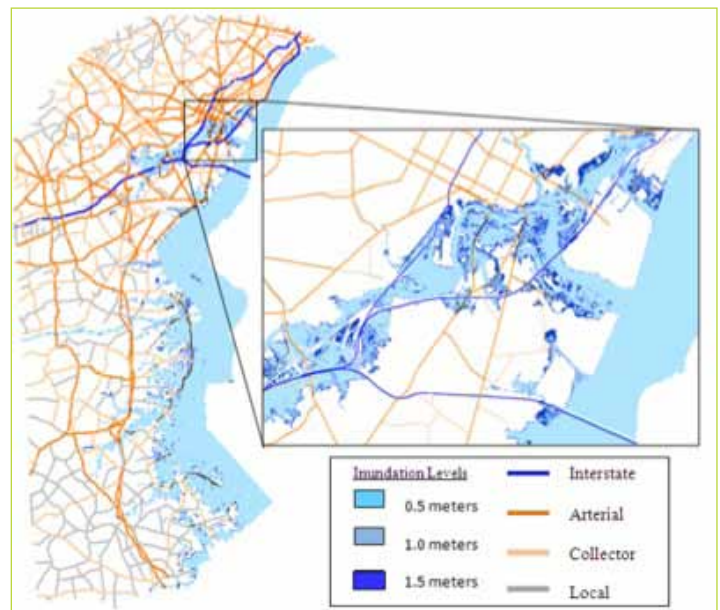 Inundation Levels
0.5 meters
1.0 meters
1.5 meters
Interstate
Arterial
Collector
Local